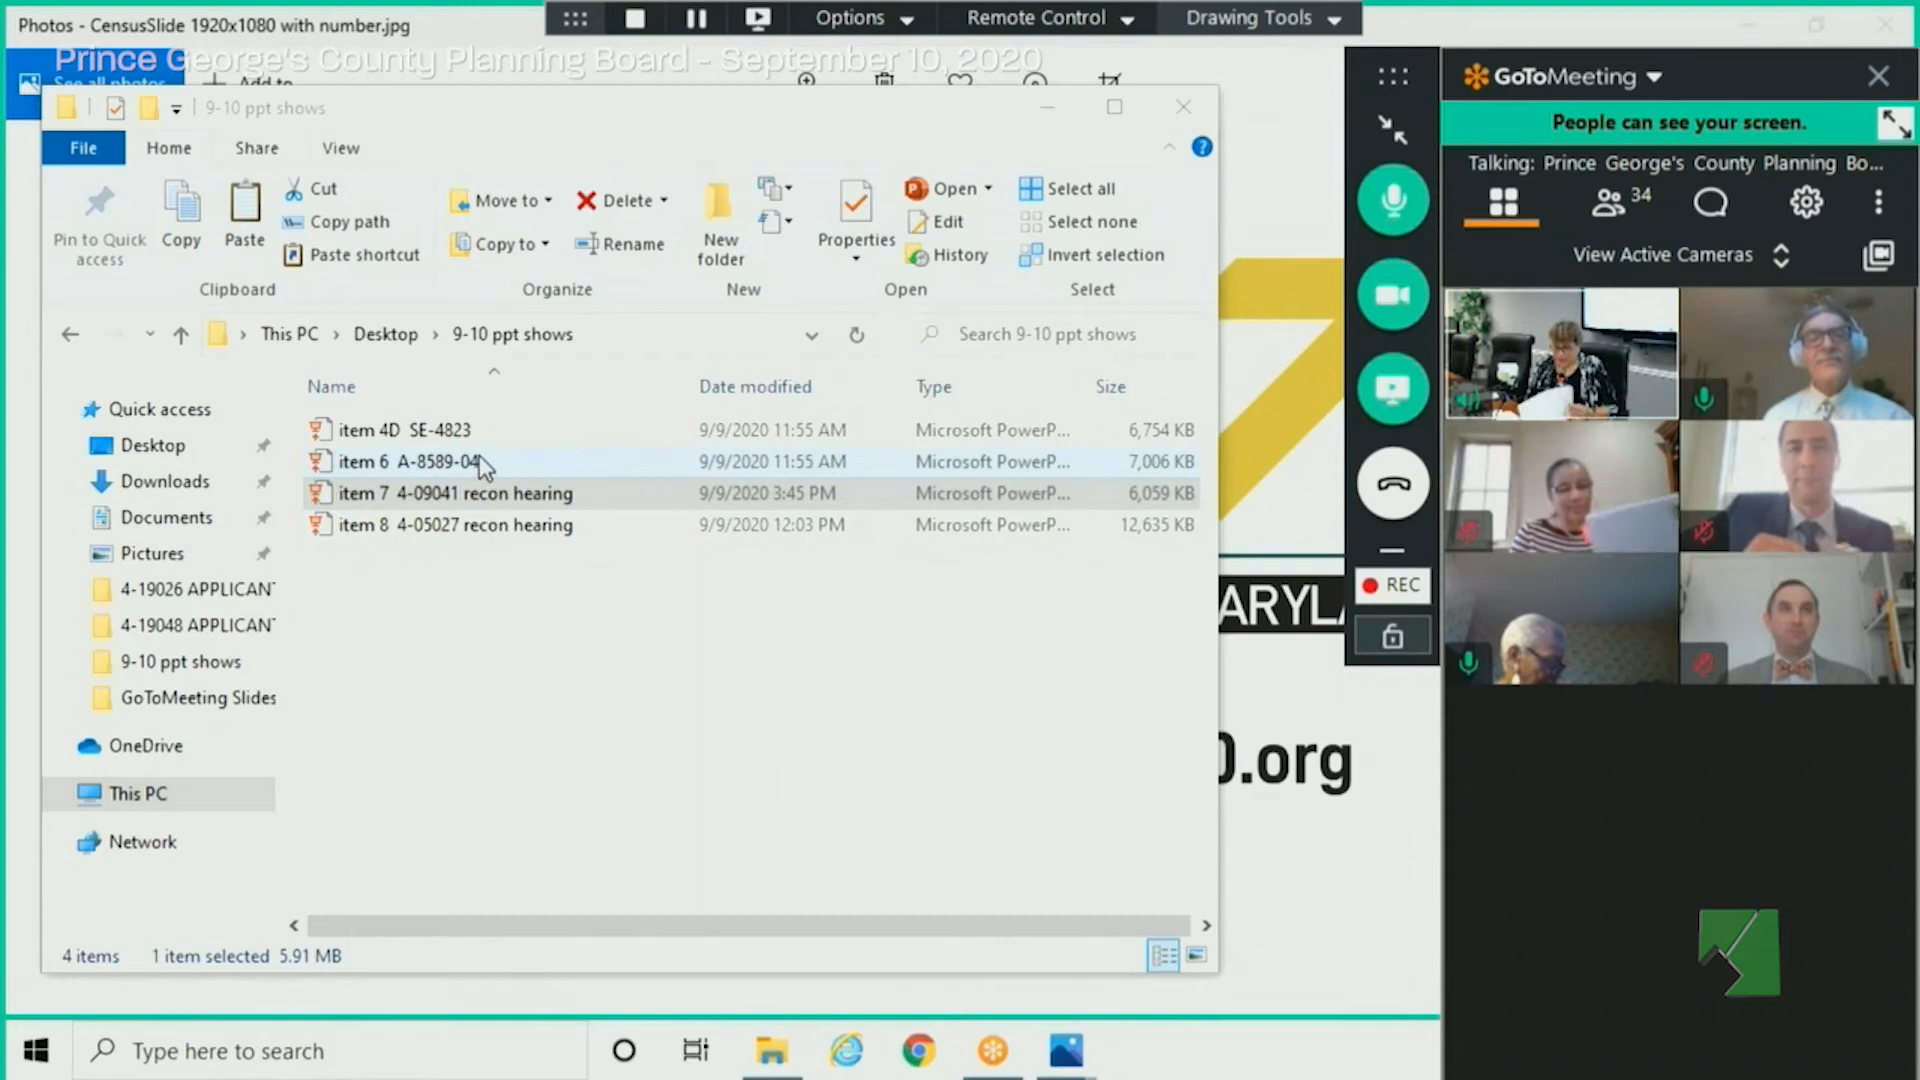 Photos - CensusSlide 1920x1080 with number.jpg
Options
Remote Control
Drawing Tools
Prince George's County Planning Board - September 10, 2020
See all photos
Add to
9-10 ppt shows
File
Home
Share
View
Pin to Quick access
Copy
Paste
Cut
Copy path
Paste shortcut
Clipboard
Move to
Copy to
Delete
Rename
Organize
New folder
New
Properties
Open
Edit
History
Open
Select all
Select none
Invert selection
Select
This PC
Desktop
9-10 ppt shows
Search 9-10 ppt shows
Name
Date modified
Type
Size
item 4D SE-4823 9/9/2020 11:55 AM Microsoft PowerP... 6,754 KB
item 6 A-8589-04 9/9/2020 11:55 AM Microsoft PowerP... 7,006 KB
item 7 4-09041 recon hearing 9/9/2020 3:45 PM Microsoft PowerP... 6,059 KB
item 8 4-05027 recon hearing 9/9/2020 12:03 PM Microsoft PowerP... 12,635 KB
Quick access
Desktop
Downloads
Documents
Pictures
4-19026 APPLICANT
4-19048 APPLICANT
9-10 ppt shows
GoToMeeting Slides
OneDrive
This PC
Network
4 items 1 item selected 5.91 MB
ARYLA
0.org
REC
GoToMeeting
People can see your screen.
Talking: Prince George's County Planning Bo...
34
View Active Cameras
Type here to search